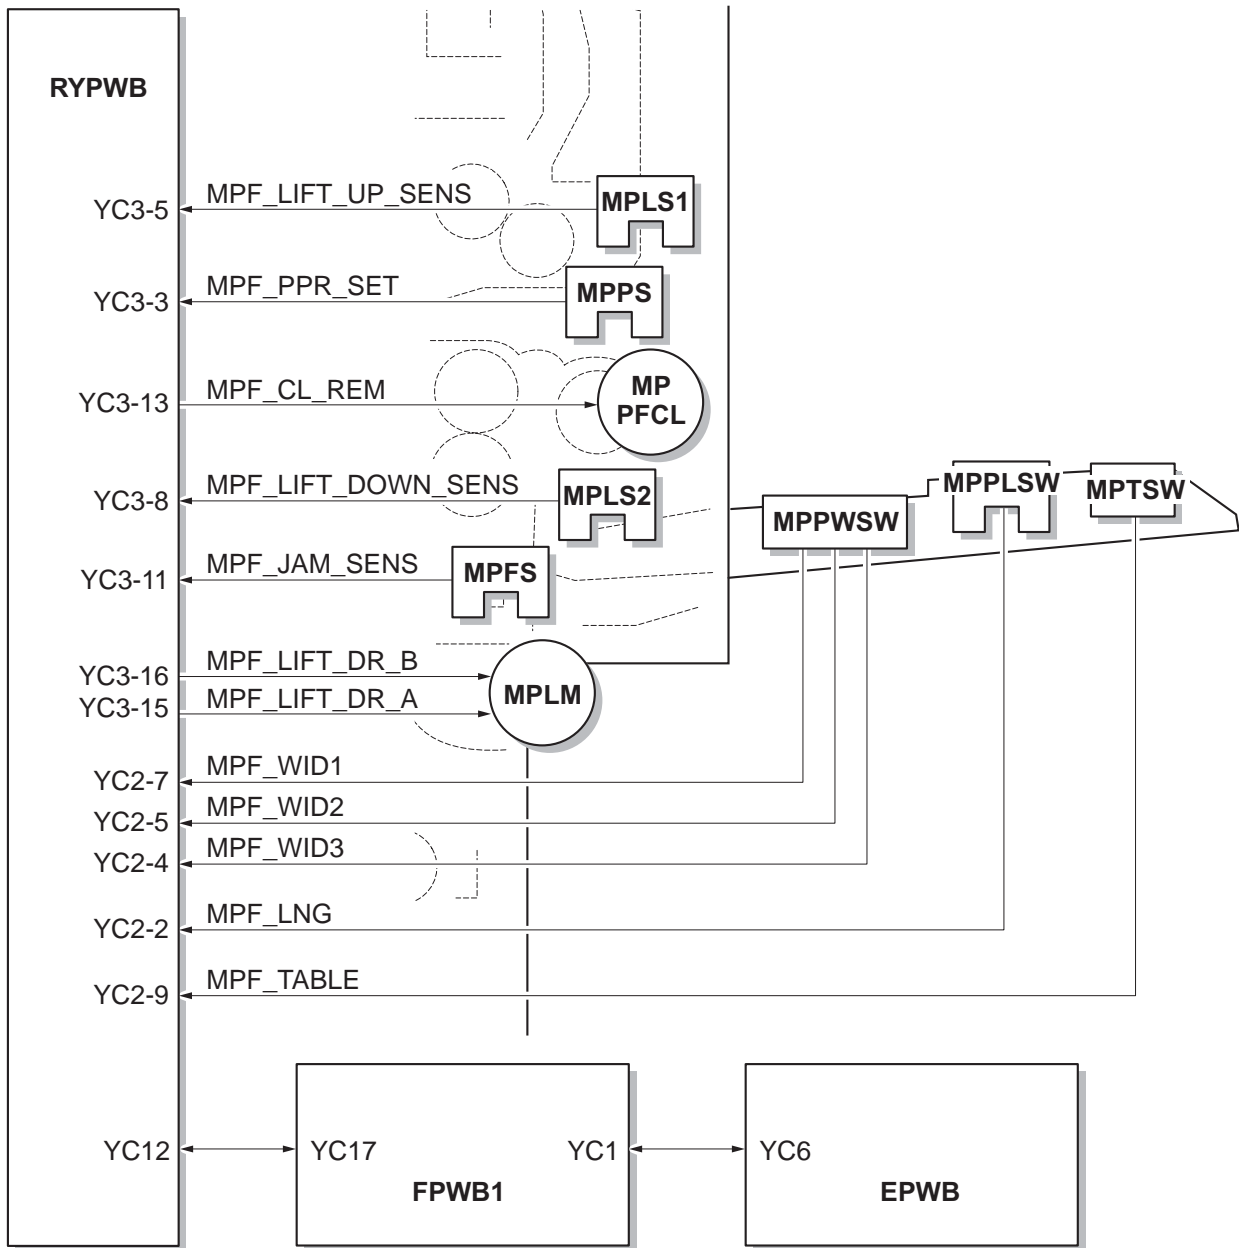 RYPWB
YC3-5 MPF_LIFT_UP_SENS MPLS1
YC3-3 MPF_PPR_SET MPPS
YC3-13 MPF_CL_REM MP
PFCL
YC3-8 MPF_LIFT_DOWN_SENS MPLS2 MPPWSW MPPLSW MPTSW
YC3-11 MPF_JAM_SENS MPFS
YC3-16 MPF_LIFT_DR_B
YC3-15 MPF_LIFT_DR_A MPLM
YC2-7 MPF_WID1
YC2-5 MPF_WID2
YC2-4 MPF_WID3
YC2-2 MPF_LNG
YC2-9 MPF_TABLE
YC12 YC17 YC1 YC6
FPWB1 EPWB